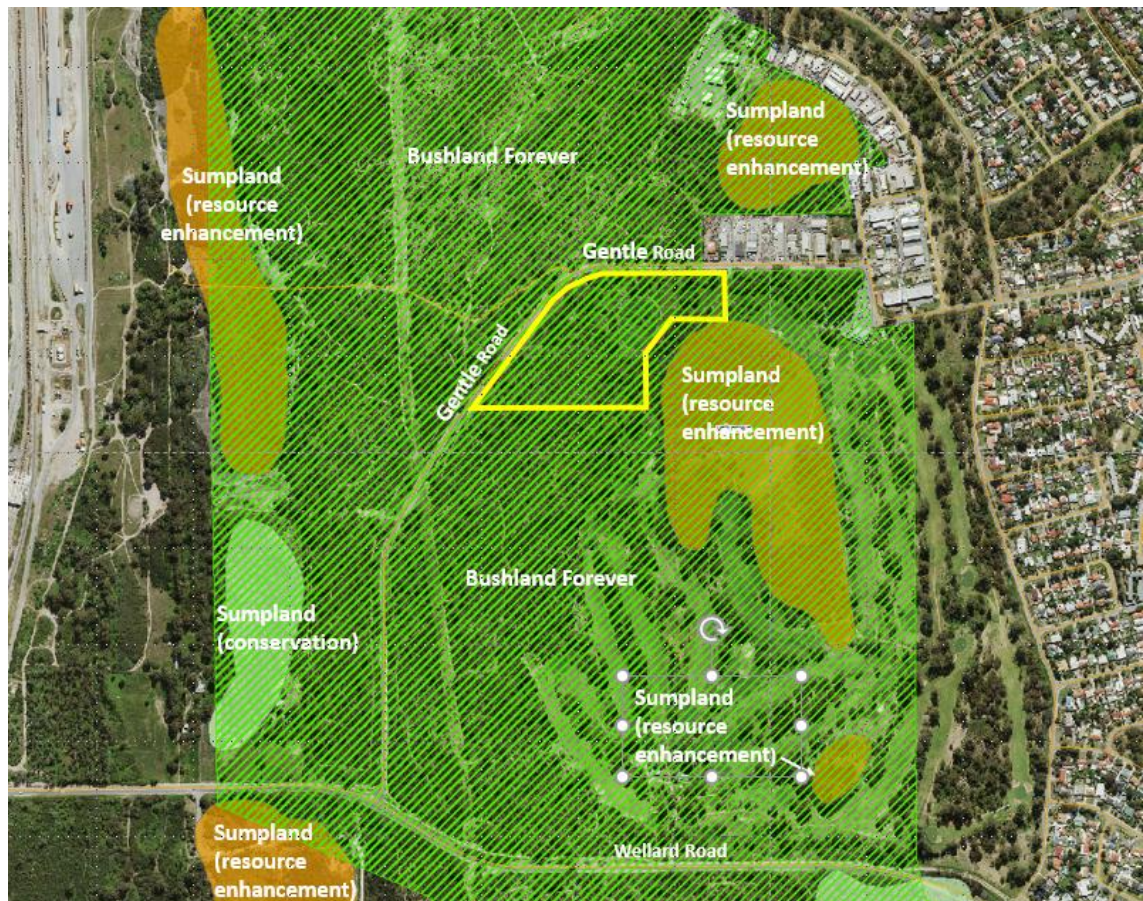 Sumpland
(resource
enhancement)
Bushland Forever
Sumpland
(resource
enhancement)
Gentle Road
Gentle Road
Sumpland
(resource
enhancement)
Bushland Forever
Sumpland
(conservation)
Sumpland
(resource
enhancement)
Sumpland
(resource
enhancement)
Wellard Road